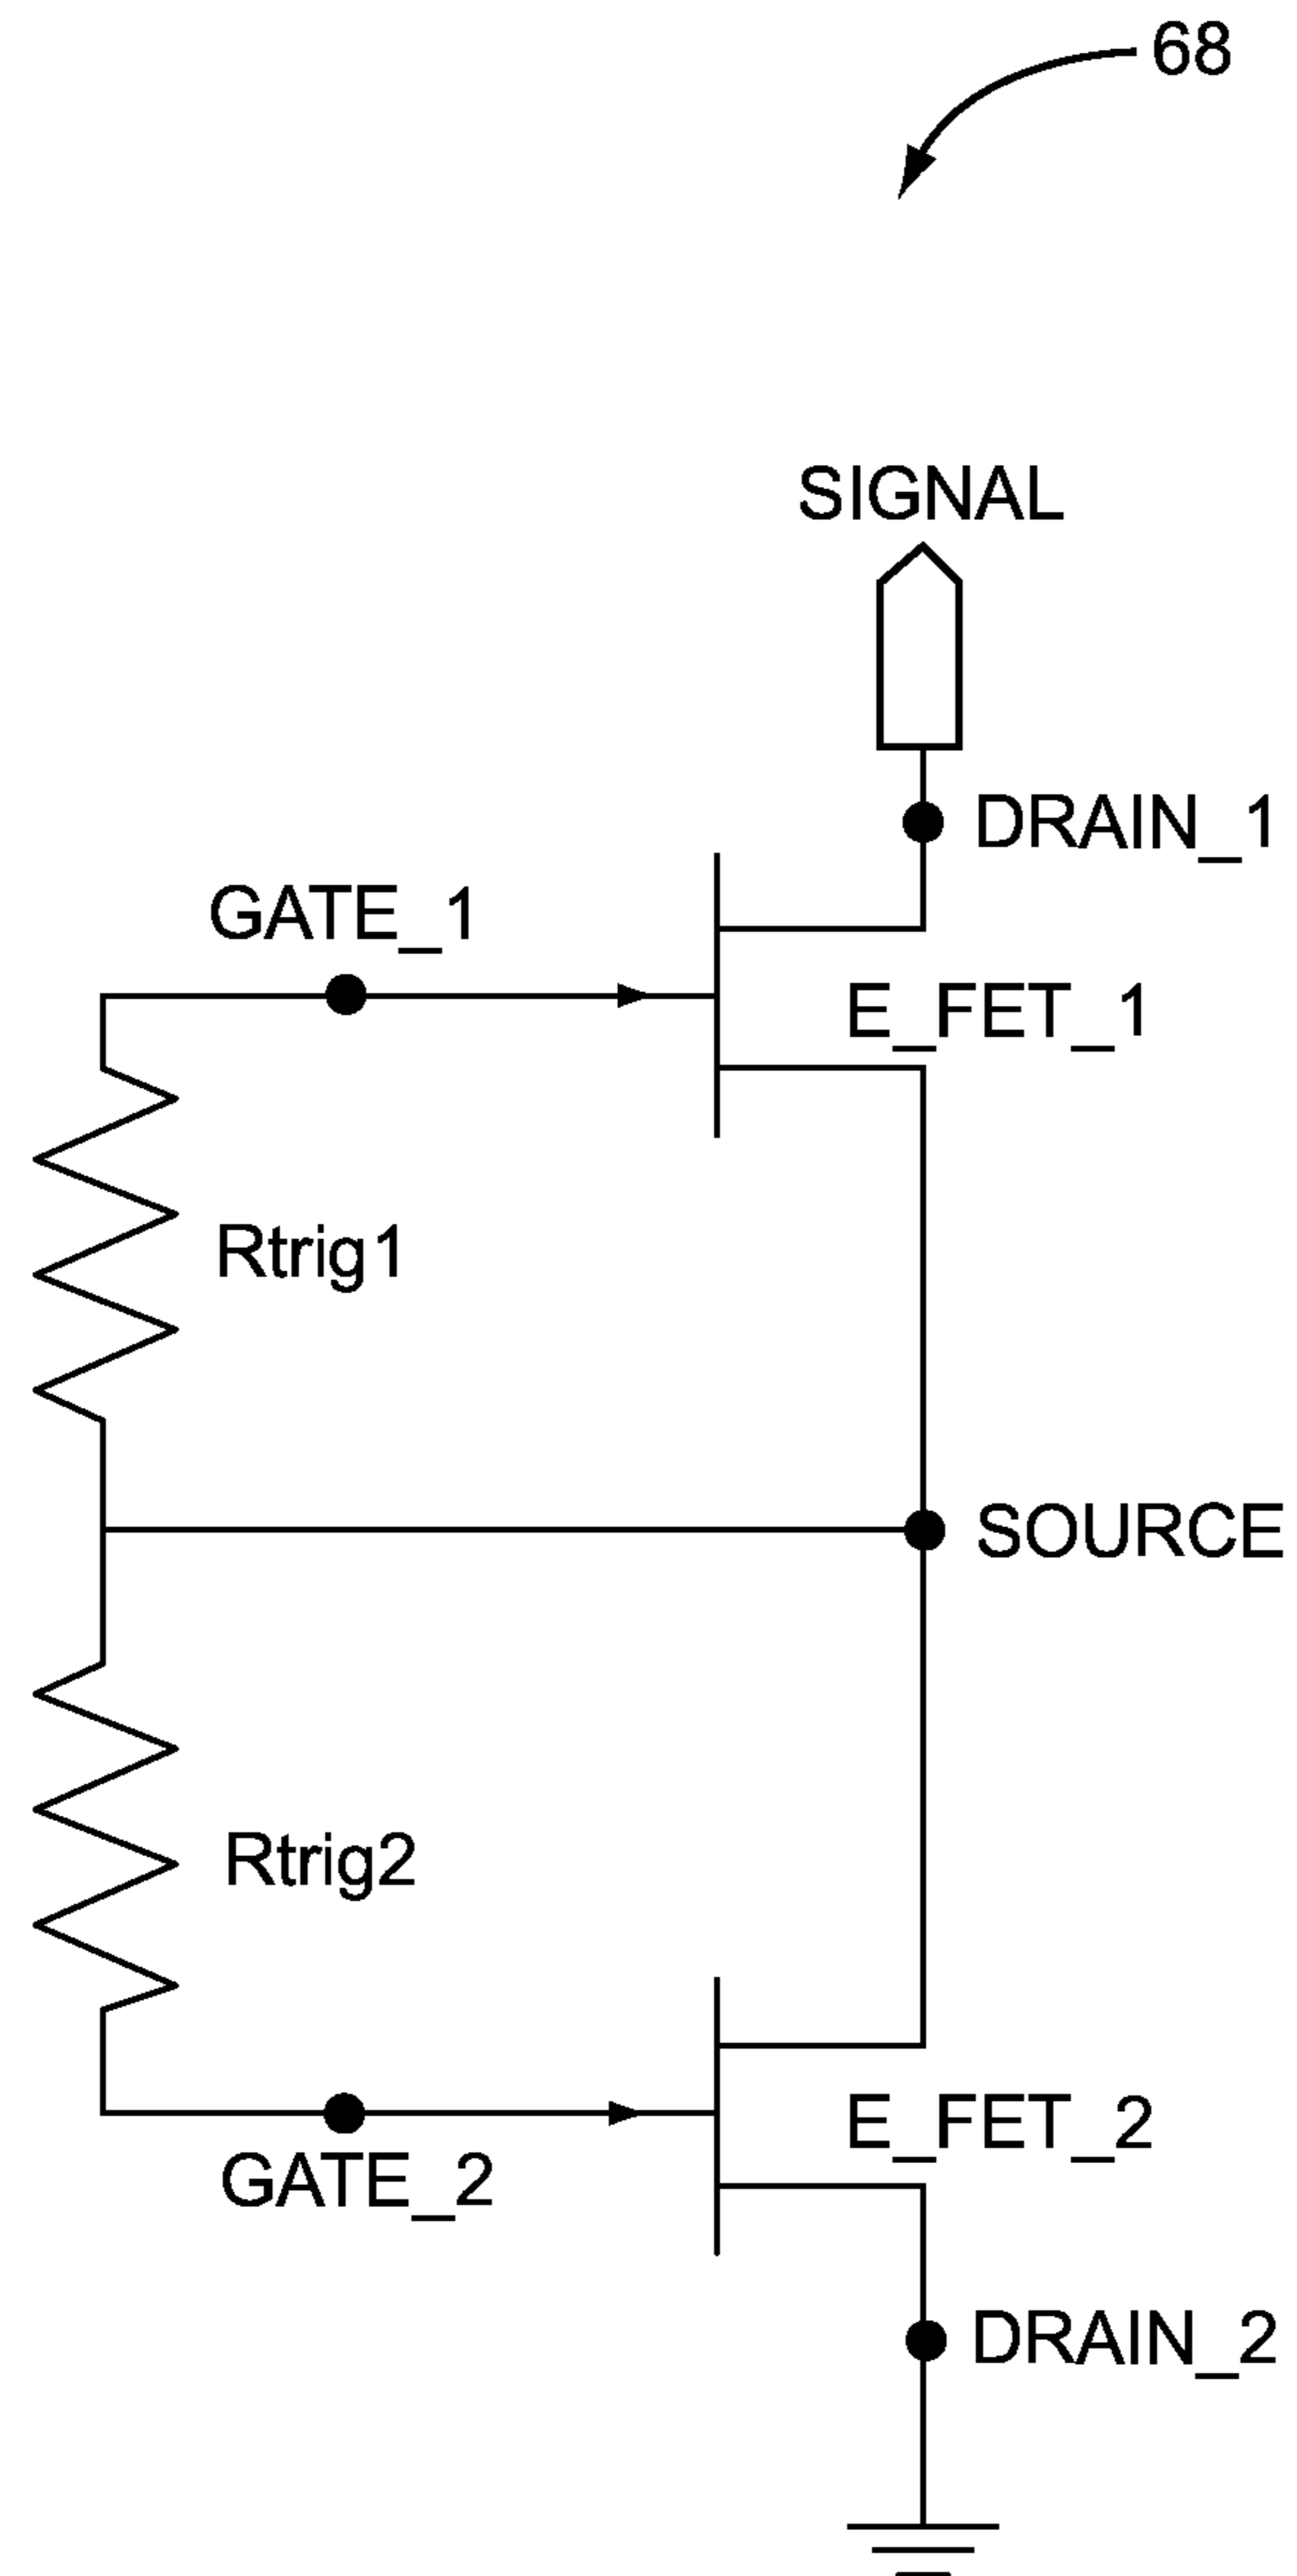 68
SIGNAL
DRAIN_1
GATE_1
E_FET_1
Rtrig1
SOURCE
Rtrig2
E_FET_2
GATE_2
DRAIN_2